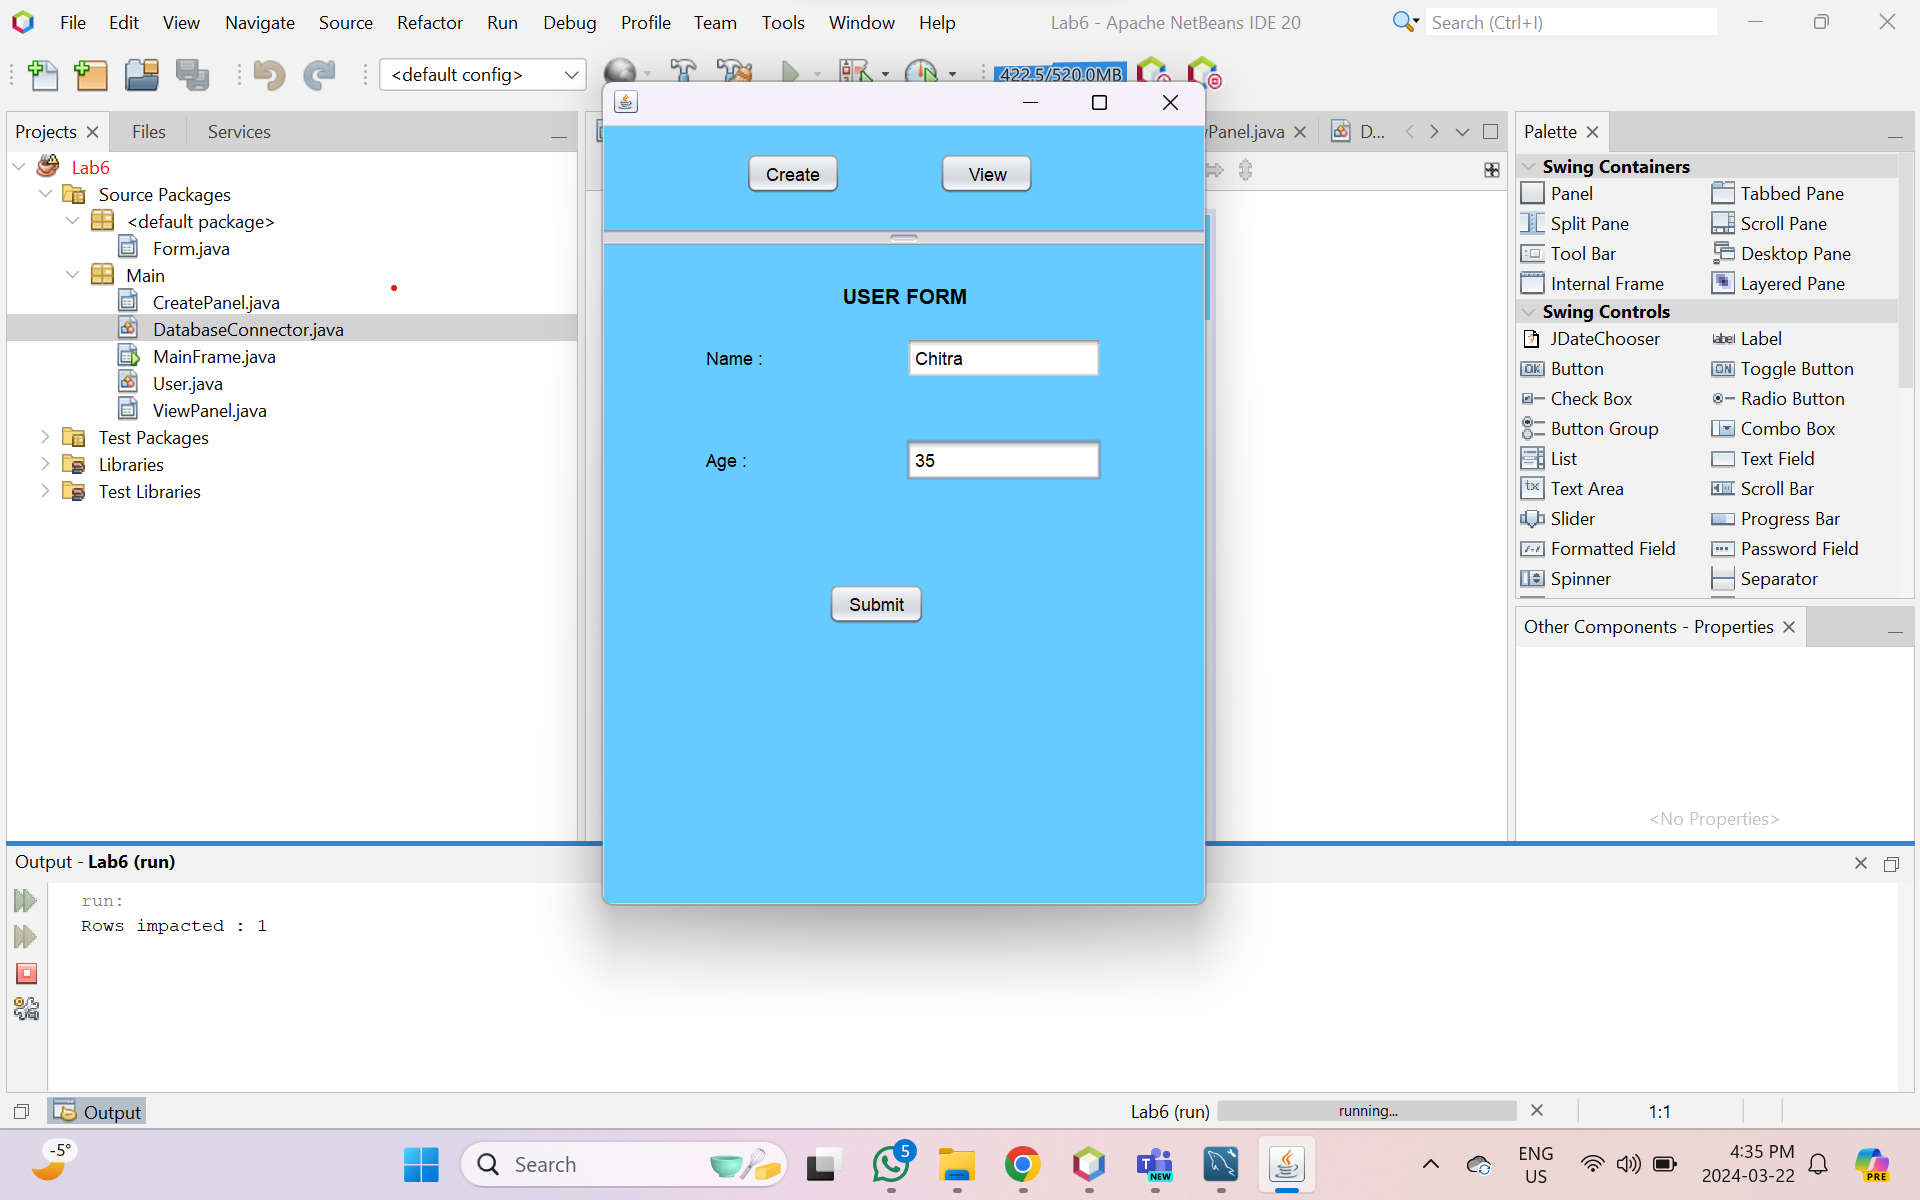 File Edit View Navigate Source Refactor Run Debug Profile Team Tools Window Help Lab6 - Apache NetBeans IDE 20 Search (Ctrl+I)
<default config> 422.5/520.0MB
Projects Files Services
Lab6
Source Packages
<default package>
Form.java
Main
CreatePanel.java
DatabaseConnector.java
MainFrame.java
User.java
ViewPanel.java
Test Packages
Libraries
Test Libraries
Create View
USER FORM
Name : Chitra
Age : 35
Submit
Panel.java D...
Palette
Swing Containers
Panel Tabbed Pane
Split Pane Scroll Pane
Tool Bar Desktop Pane
Internal Frame Layered Pane
Swing Controls
JDateChooser label Label
OK Button ON Toggle Button
Check Box Radio Button
Button Group Combo Box
List Text Field
Text Area Scroll Bar
Slider Progress Bar
Formatted Field Password Field
Spinner Separator
Other Components - Properties
<No Properties>
Output - Lab6 (run)
run:
Rows impacted : 1
Output Lab6 (run) running... 1:1
-5° Search 5 NEW ENG
US 4:35 PM
2024-03-22 PRE